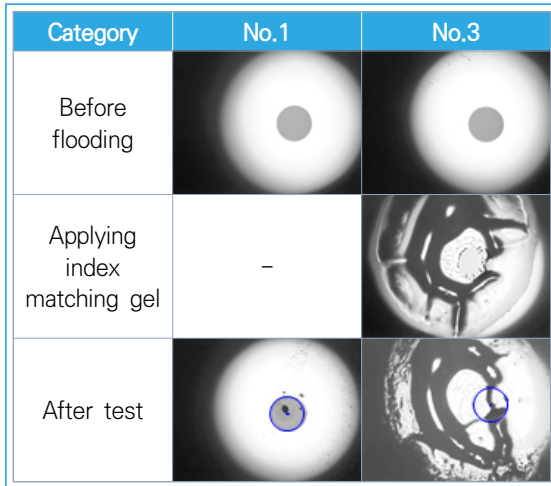 Category No.1 No.3
Before
flooding
Applying
index
matching gel
–
After test